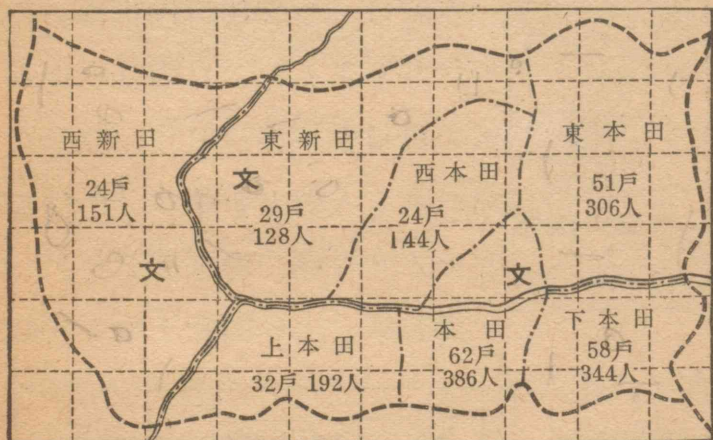 西新田
24戸
151人
文
東新田
文
29戸
128人
西本田
24戸
144人
東本田
51戸
306人
文
上本田
32戸 192人
本田
62戸
386人
下本田
58戸
344人